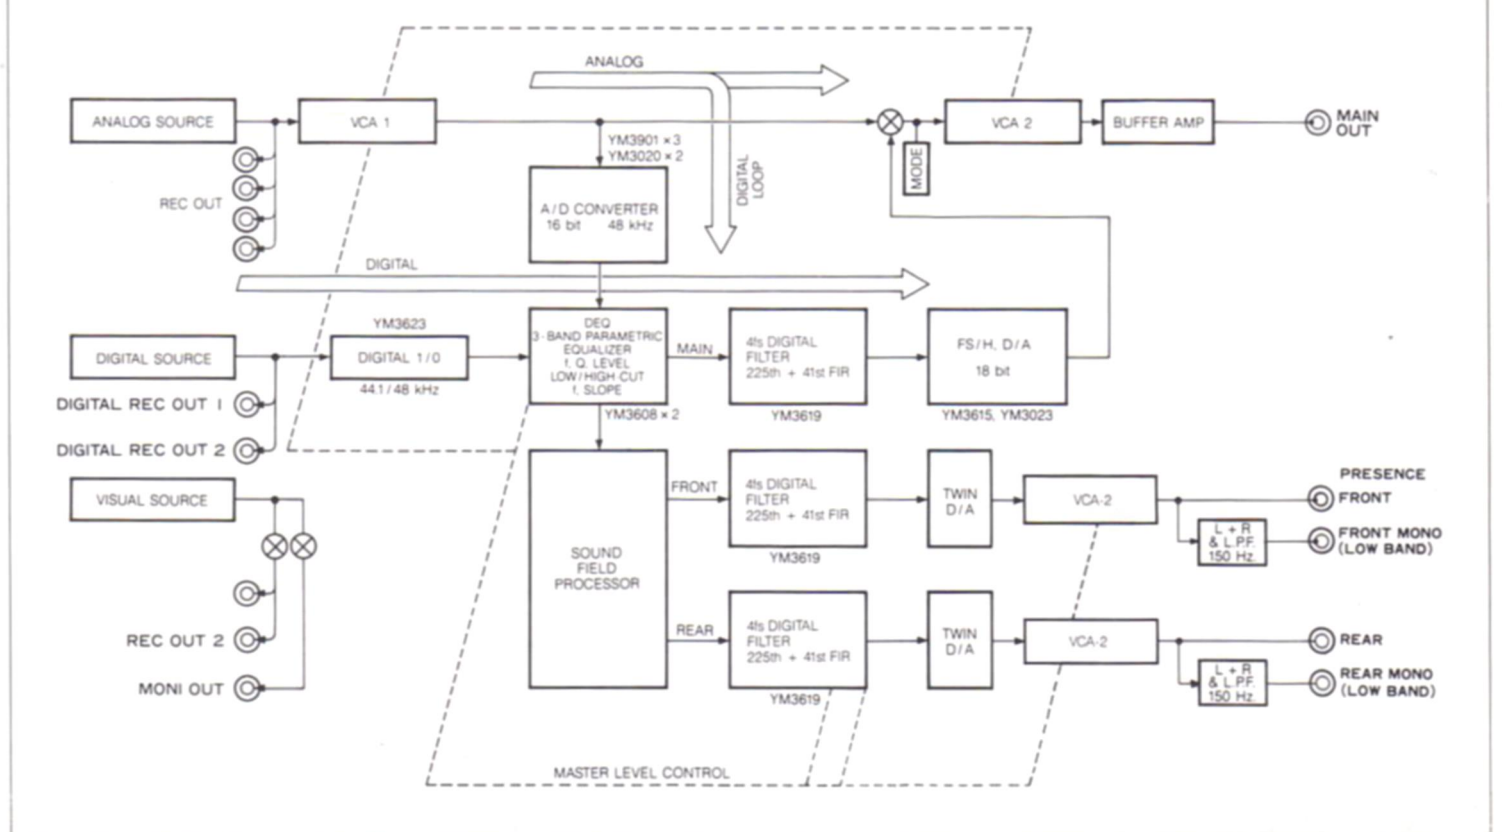 ANALOG
ANALOG SOURCE
VCA 1
VCA 2
BUFFER AMP
MAIN
OUT
YM3901 × 3
YM3020 × 2
MODE
DIGITAL
LOOP
REC OUT
A/D CONVERTER
16 bit 48 kHz
DIGITAL
YM3623
DIGITAL SOURCE
DIGITAL 1/0
44.1/48 kHz
DEQ
3-BAND PARAMETRIC
EQUALIZER
f, Q, LEVEL
LOW/HIGH CUT
f, SLOPE
YM3608 × 2
MAIN
4fs DIGITAL
FILTER
225th + 41st FIR
YM3619
FS/H, D/A
18 bit
YM3615, YM3023
DIGITAL REC OUT 1
DIGITAL REC OUT 2
VISUAL SOURCE
SOUND
FIELD
PROCESSOR
FRONT
4fs DIGITAL
FILTER
225th + 41st FIR
YM3619
TWIN
D/A
VCA-2
PRESENCE
FRONT
L + R
& L.P.F.
150 Hz.
FRONT MONO
(LOW BAND)
REC OUT 2
MONI OUT
REAR
4fs DIGITAL
FILTER
225th + 41st FIR
YM3619
TWIN
D/A
VCA-2
REAR
L + R
& L.P.F.
150 Hz.
REAR MONO
(LOW BAND)
MASTER LEVEL CONTROL